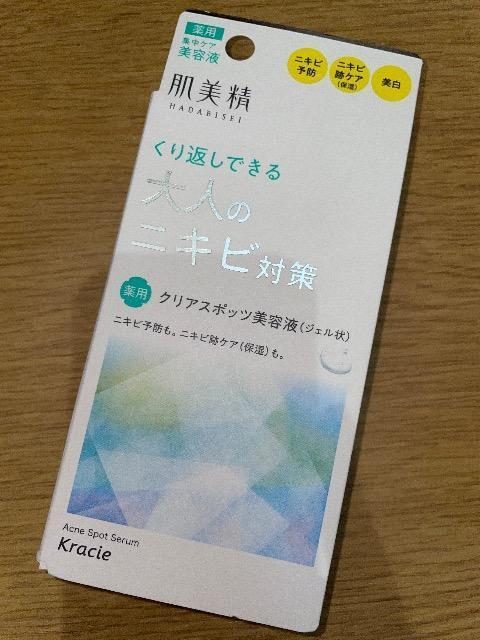 薬用
集中ケア
美容液
ニキビ
予防
ニキビ
跡ケア
(保湿)
美白
肌美精
HADABISEI
くり返しできる
大人の
ニキビ対策
薬用
クリアスポッツ美容液(ジェル状)
ニキビ予防も。ニキビ跡ケア(保湿)も。
Acne Spot Serum
Kracie